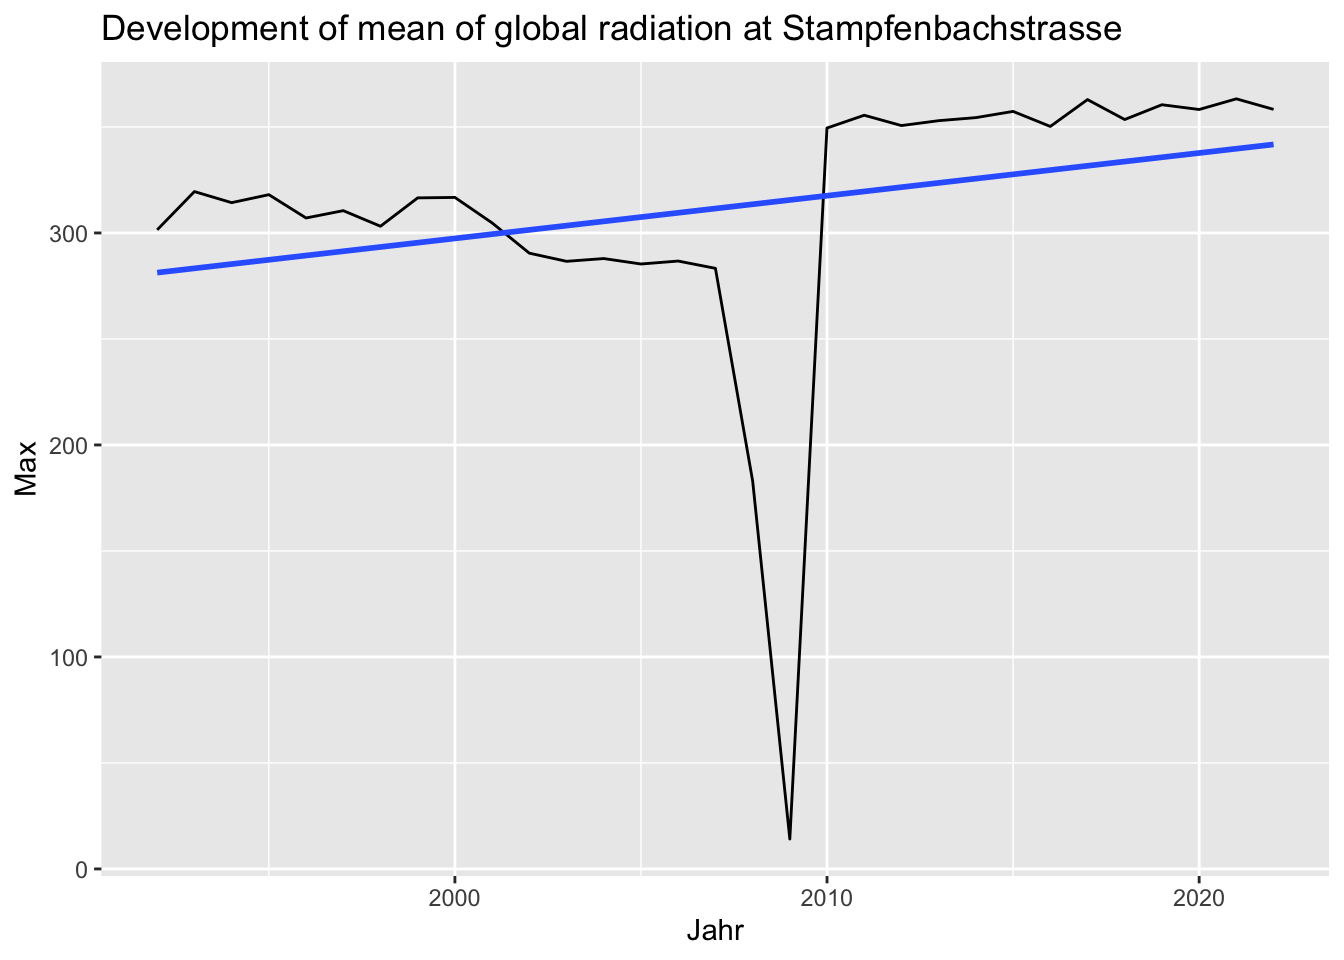 Development of mean of global radiation at Stampfenbachstrasse
Max
300
200
100
0
2000 2010 2020
Jahr